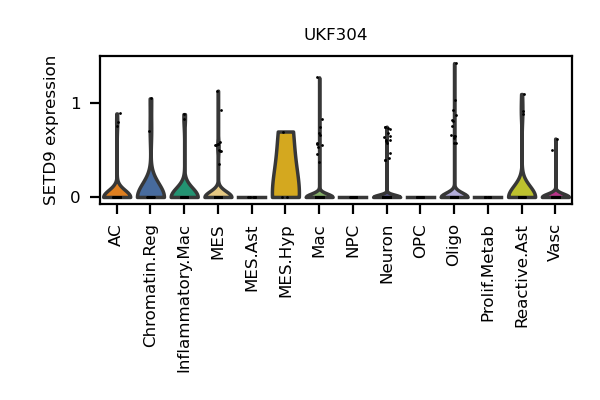 UKF304
SETD9 expression
1
0
AC
Chromatin.Reg
Inflammatory.Mac
MES
MES.Ast
MES.Hyp
Mac
NPC
Neuron
OPC
Oligo
Prolif.Metab
Reactive.Ast
Vasc